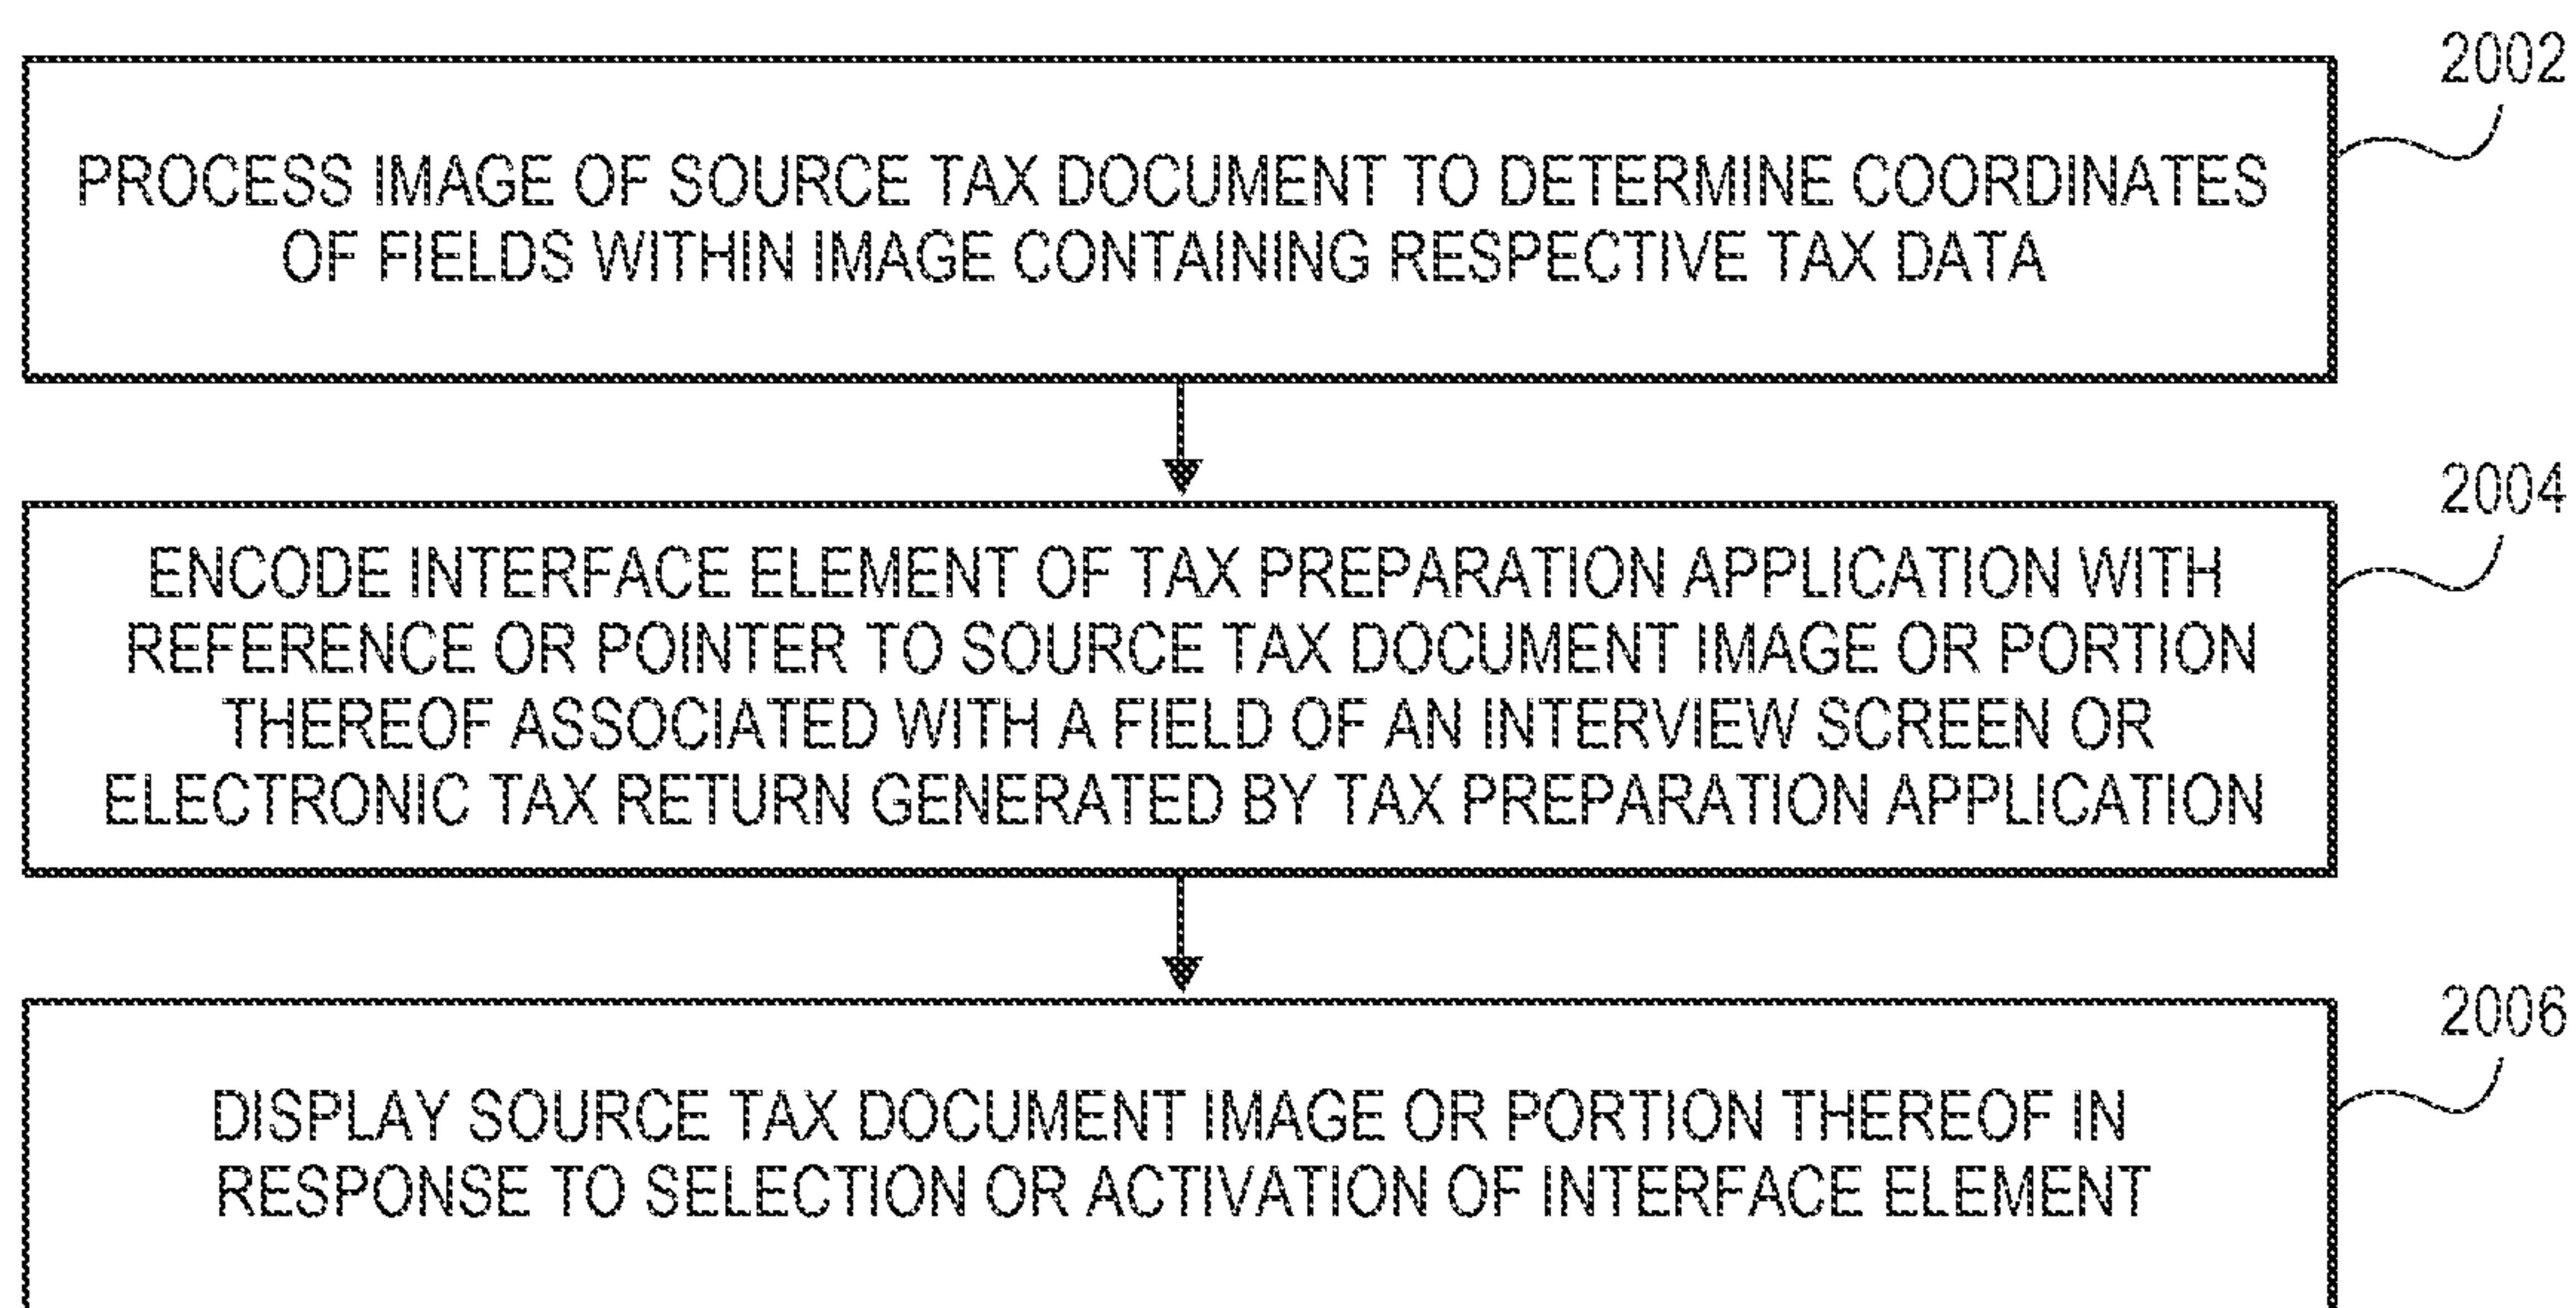 2002
PROCESS IMAGE OF SOURCE TAX DOCUMENT TO DETERMINE COORDINATES
OF FIELDS WITHIN IMAGE CONTAINING RESPECTIVE TAX DATA
2004
ENCODE INTERFACE ELEMENT OF TAX PREPARATION APPLICATION WITH
REFERENCE OR POINTER TO SOURCE TAX DOCUMENT IMAGE OR PORTION
THEREOF ASSOCIATED WITH A FIELD OF AN INTERVIEW SCREEN OR
ELECTRONIC TAX RETURN GENERATED BY TAX PREPARATION APPLICATION
2006
DISPLAY SOURCE TAX DOCUMENT IMAGE OR PORTION THEREOF IN
RESPONSE TO SELECTION OR ACTIVATION OF INTERFACE ELEMENT